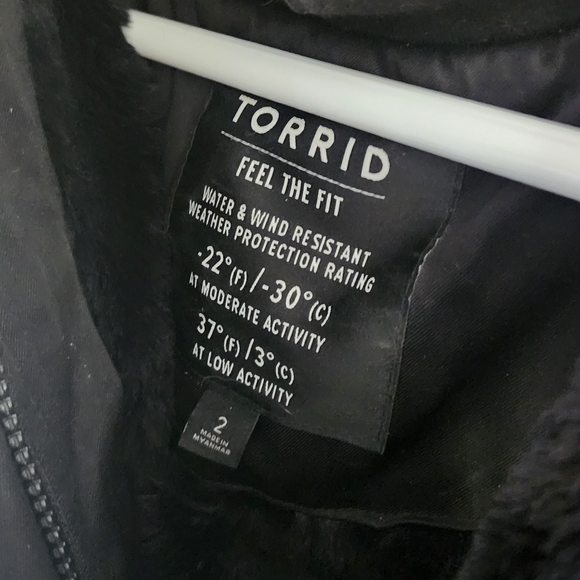 TORRID
FEEL THE FIT
WATER & WIND RESISTANT
WEATHER PROTECTION RATING
-22°(F)/-30°(C)
AT MODERATE ACTIVITY
37°(F)/3°(C)
AT LOW ACTIVITY
2
MADE IN
MYANMAR